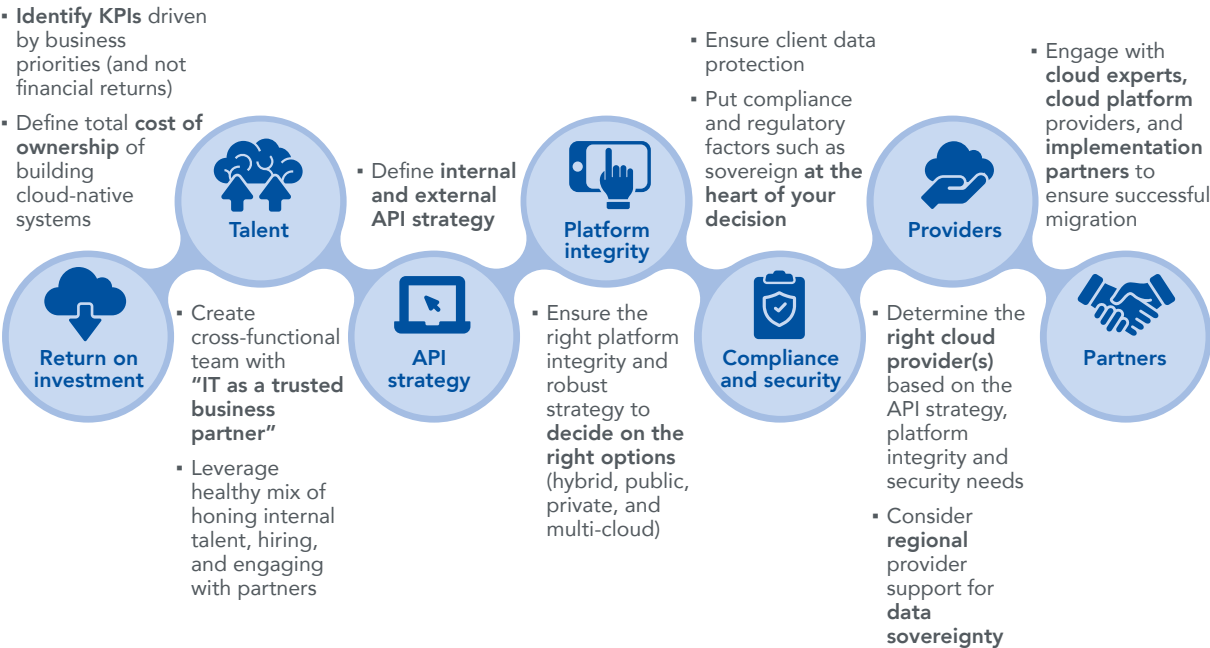 ▪ Identify KPIs driven
by business
priorities (and not
financial returns)
▪ Define total cost of
ownership of
building
cloud-native
systems
Return on
investment
Talent
▪ Create
cross-functional
team with
“IT as a trusted
business
partner”
▪ Leverage
healthy mix of
honing internal
talent, hiring,
and engaging
with partners
▪ Define internal
and external
API strategy
API
strategy
Platform
integrity
▪ Ensure the
right platform
integrity and
robust
strategy to
decide on the
right options
(hybrid, public,
private, and
multi-cloud)
▪ Ensure client data
protection
▪ Put compliance
and regulatory
factors such as
sovereign at the
heart of your
decision
Compliance
and security
Providers
▪ Determine the
right cloud
provider(s)
based on the
API strategy,
platform
integrity and
security needs
▪ Consider
regional
provider
support for
data
sovereignty
▪ Engage with
cloud experts,
cloud platform
providers, and
implementation
partners to
ensure successful
migration
Partners